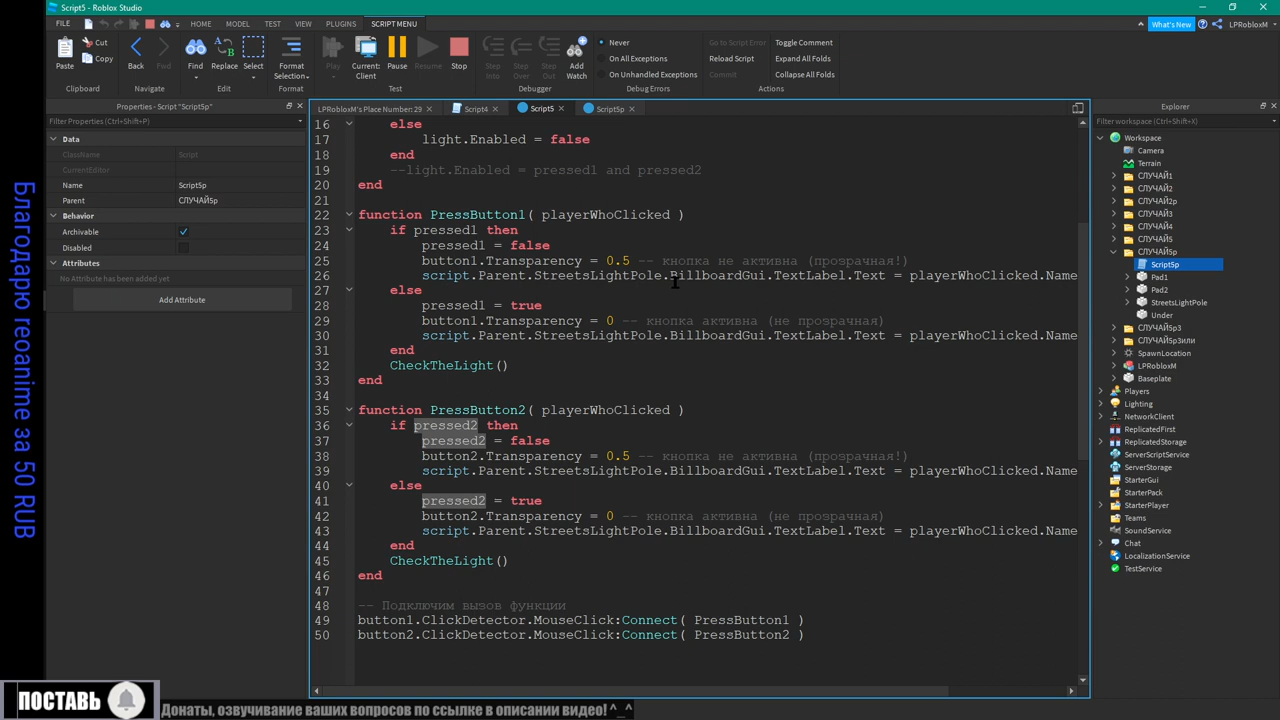 Script5 - Roblox Studio
FILE HOME MODEL TEST VIEW PLUGINS SCRIPT MENU What's New LPRobloxM
Paste Cut Copy Back Fwd Find Replace Select Format Selection Play Current: Client Pause Resume Stop Step Into Step Over Step Out Add Watch
Never Go to Script Error Toggle Comment
On All Exceptions Reload Script Expand All Folds
On Unhandled Exceptions Commit Collapse All Folds
Clipboard Navigate Edit Format Test Debugger Debug Errors Actions
Properties - Script "Script5p"
Filter Properties (Ctrl+Shift+P)
Data
ClassName Script
CurrentEditor
Name Script5p
Parent СЛУЧАЙ5p
Behavior
Archivable
Disabled
Attributes
No Attribute has been added yet
Add Attribute
LPRobloxM's Place Number: 29 Script4 Script5 Script5p
16 else
17 light.Enabled = false
18 end
19 --light.Enabled = pressed1 and pressed2
20 end
21
22 function PressButton1( playerWhoClicked )
23 if pressed1 then
24 pressed1 = false
25 button1.Transparency = 0.5 -- кнопка не активна (прозрачная!)
26 script.Parent.StreetsLightPole.BillboardGui.TextLabel.Text = playerWhoClicked.Name
27 else
28 pressed1 = true
29 button1.Transparency = 0 -- кнопка активна (не прозрачная)
30 script.Parent.StreetsLightPole.BillboardGui.TextLabel.Text = playerWhoClicked.Name
31 end
32 CheckTheLight()
33 end
34
35 function PressButton2( playerWhoClicked )
36 if pressed2 then
37 pressed2 = false
38 button2.Transparency = 0.5 -- кнопка не активна (прозрачная!)
39 script.Parent.StreetsLightPole.BillboardGui.TextLabel.Text = playerWhoClicked.Name
40 else
41 pressed2 = true
42 button2.Transparency = 0 -- кнопка активна (не прозрачная)
43 script.Parent.StreetsLightPole.BillboardGui.TextLabel.Text = playerWhoClicked.Name
44 end
45 CheckTheLight()
46 end
47
48 -- Подключим вызов функции
49 button1.ClickDetector.MouseClick:Connect( PressButton1 )
50 button2.ClickDetector.MouseClick:Connect( PressButton2 )
Explorer
Filter workspace (Ctrl+Shift+X)
Workspace
Camera
Terrain
СЛУЧАЙ1
СЛУЧАЙ2
СЛУЧАЙ2p
СЛУЧАЙ3
СЛУЧАЙ4
СЛУЧАЙ5
СЛУЧАЙ5p
Script5p
Pad1
Pad2
StreetsLightPole
Under
СЛУЧАЙ5p3
СЛУЧАЙ5p3или
SpawnLocation
LPRobloxM
Baseplate
Players
Lighting
NetworkClient
ReplicatedFirst
ReplicatedStorage
ServerScriptService
ServerStorage
StarterGui
StarterPack
StarterPlayer
Teams
SoundService
Chat
LocalizationService
TestService
Благодарю reoanime за 50 RUB
ПОСТАВЬ
Донаты, озвучивание ваших вопросов по ссылке в описании видео! ^_^